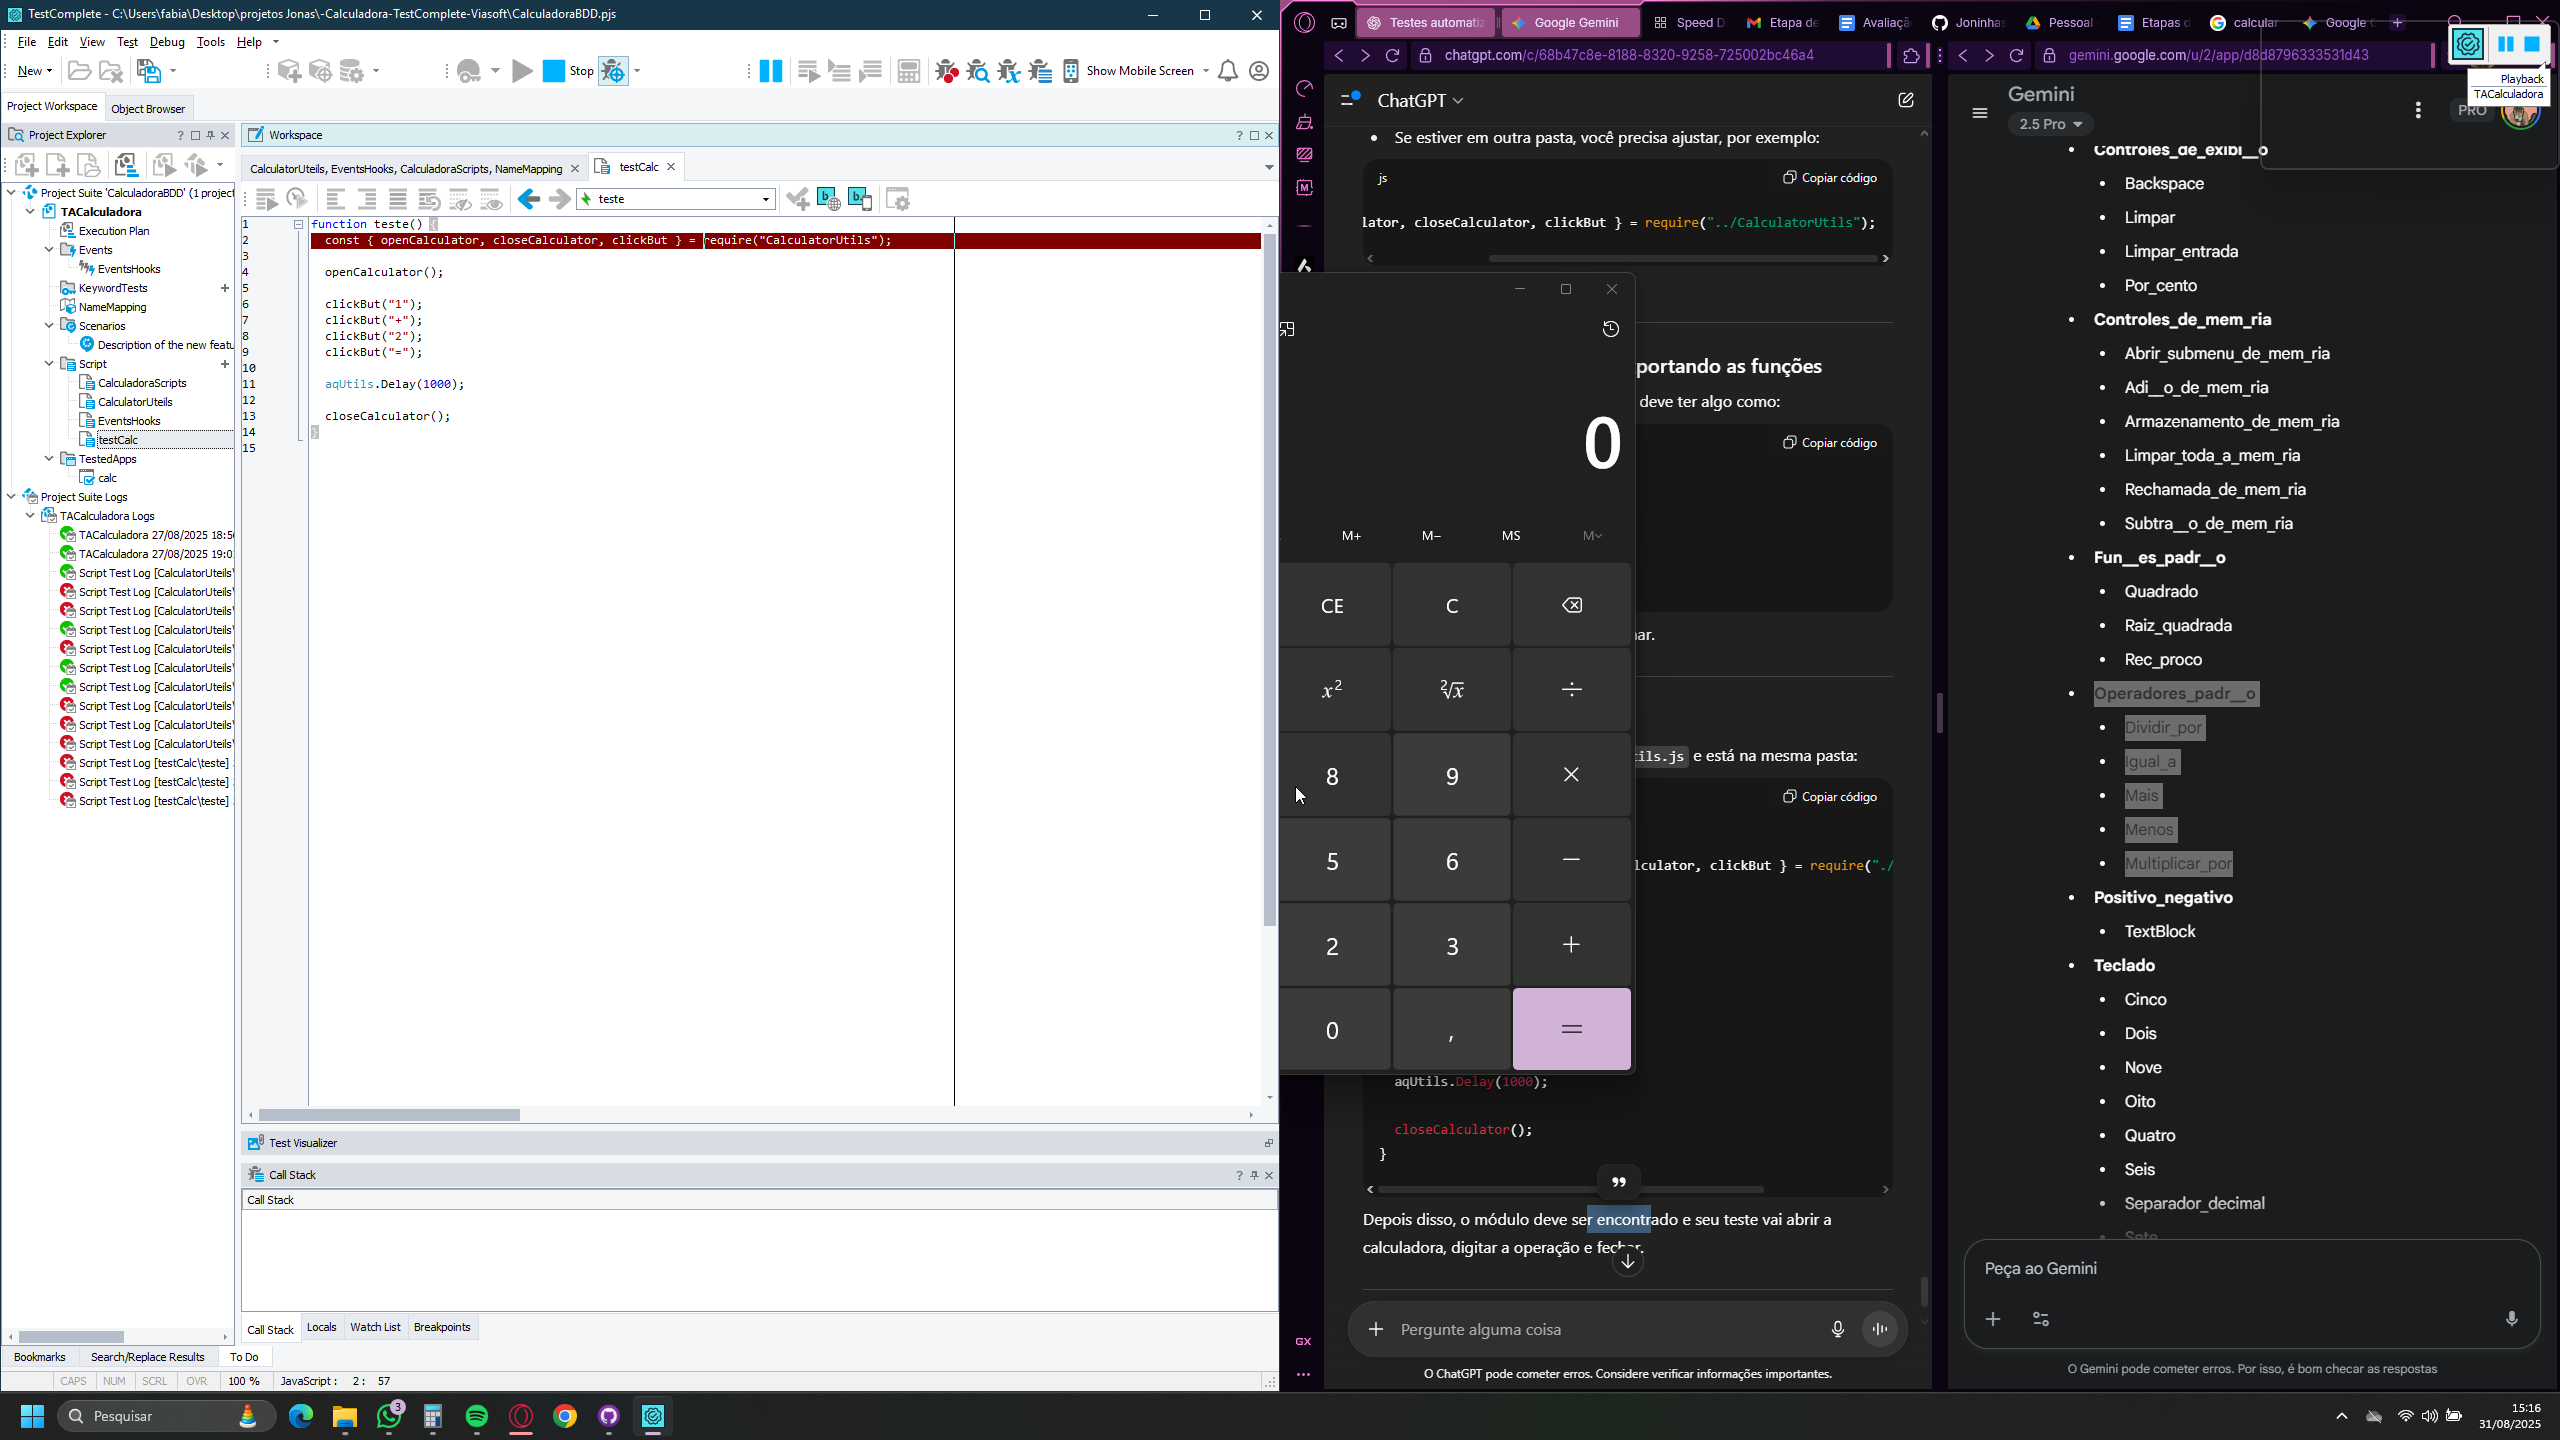 TestComplete - C:\Users\fabia\Desktop\projetos Jonas\-Calculadora-TestComplete-Viasoft\CalculadoraBDD.pjs
File Edit View Test Debug Tools Help
New
Stop
Show Mobile Screen
Project Workspace
Object Browser
Project Explorer
Project Suite 'CalculadoraBDD' (1 project
TACalculadora
Execution Plan
Events
EventsHooks
KeywordTests
NameMapping
Scenarios
Description of the new featu
Script
CalculadoraScripts
CalculatorUteils
EventsHooks
testCalc
TestedApps
calc
Project Suite Logs
TACalculadora Logs
TACalculadora 27/08/2025 18:5
TACalculadora 27/08/2025 19:0
Script Test Log [CalculatorUteils\
Script Test Log [CalculatorUteils\
Script Test Log [CalculatorUteils\
Script Test Log [CalculatorUteils\
Script Test Log [CalculatorUteils\
Script Test Log [CalculatorUteils\
Script Test Log [CalculatorUteils\
Script Test Log [CalculatorUteils\
Script Test Log [CalculatorUteils\
Script Test Log [CalculatorUteils\
Script Test Log [testCalc\teste]
Script Test Log [testCalc\teste]
Script Test Log [testCalc\teste]
Bookmarks Search/Replace Results To Do
Workspace
CalculatorUteils, EventsHooks, CalculadoraScripts, NameMapping
testCalc
teste
1 function teste() {
2 const { openCalculator, closeCalculator, clickBut } = require("CalculatorUtils");
3
4 openCalculator();
5
6 clickBut("1");
7 clickBut("+");
8 clickBut("2");
9 clickBut("=");
10
11 aqUtils.Delay(1000);
12
13 closeCalculator();
14 }
15
Test Visualizer
Call Stack
Call Stack
Call Stack Locals Watch List Breakpoints
CAPS NUM SCRL OVR 100 % JavaScript: 2: 57
Testes automati
Google Gemini
Speed D
Gmail Etapa de
Avaliaçã
Joninha
Pessoal
Etapas d
calcular
Google
chatgpt.com/c/68b47c8e-8188-8320-9258-725002bc46a4
ChatGPT
Se estiver em outra pasta, você precisa ajustar, por exemplo:
js
Copiar código
lator, closeCalculator, clickBut } = require("../CalculatorUtils");
portando as funções
deve ter algo como:
Copiar código
nar.
tils.js e está na mesma pasta:
Copiar código
lculator, clickBut } = require("./
aqUtils.Delay(1000);
closeCalculator();
}
Depois disso, o módulo deve ser encontrado e seu teste vai abrir a
calculadora, digitar a operação e fechar.
Pergunte alguma coisa
O ChatGPT pode cometer erros. Considere verificar informações importantes.
GX
0
M+ M− MS M
CE C
x² ²√x ÷
8 9 ×
5 6 −
2 3 +
0 , =
gemini.google.com/u/2/app/d8d8796333531d43
Playback
TACalculadora
Gemini
2.5 Pro
PRO
Controles_de_exibi__o
Backspace
Limpar
Limpar_entrada
Por_cento
Controles_de_mem_ria
Abrir_submenu_de_mem_ria
Adi__o_de_mem_ria
Armazenamento_de_mem_ria
Limpar_toda_a_mem_ria
Rechamada_de_mem_ria
Subtra__o_de_mem_ria
Fun__es_padr__o
Quadrado
Raiz_quadrada
Rec_proco
Operadores_padr__o
Dividir_por
Igual_a
Mais
Menos
Multiplicar_por
Positivo_negativo
TextBlock
Teclado
Cinco
Dois
Nove
Oito
Quatro
Seis
Separador_decimal
Sete
Peça ao Gemini
O Gemini pode cometer erros. Por isso, é bom checar as respostas
Pesquisar
3
15:16
31/08/2025